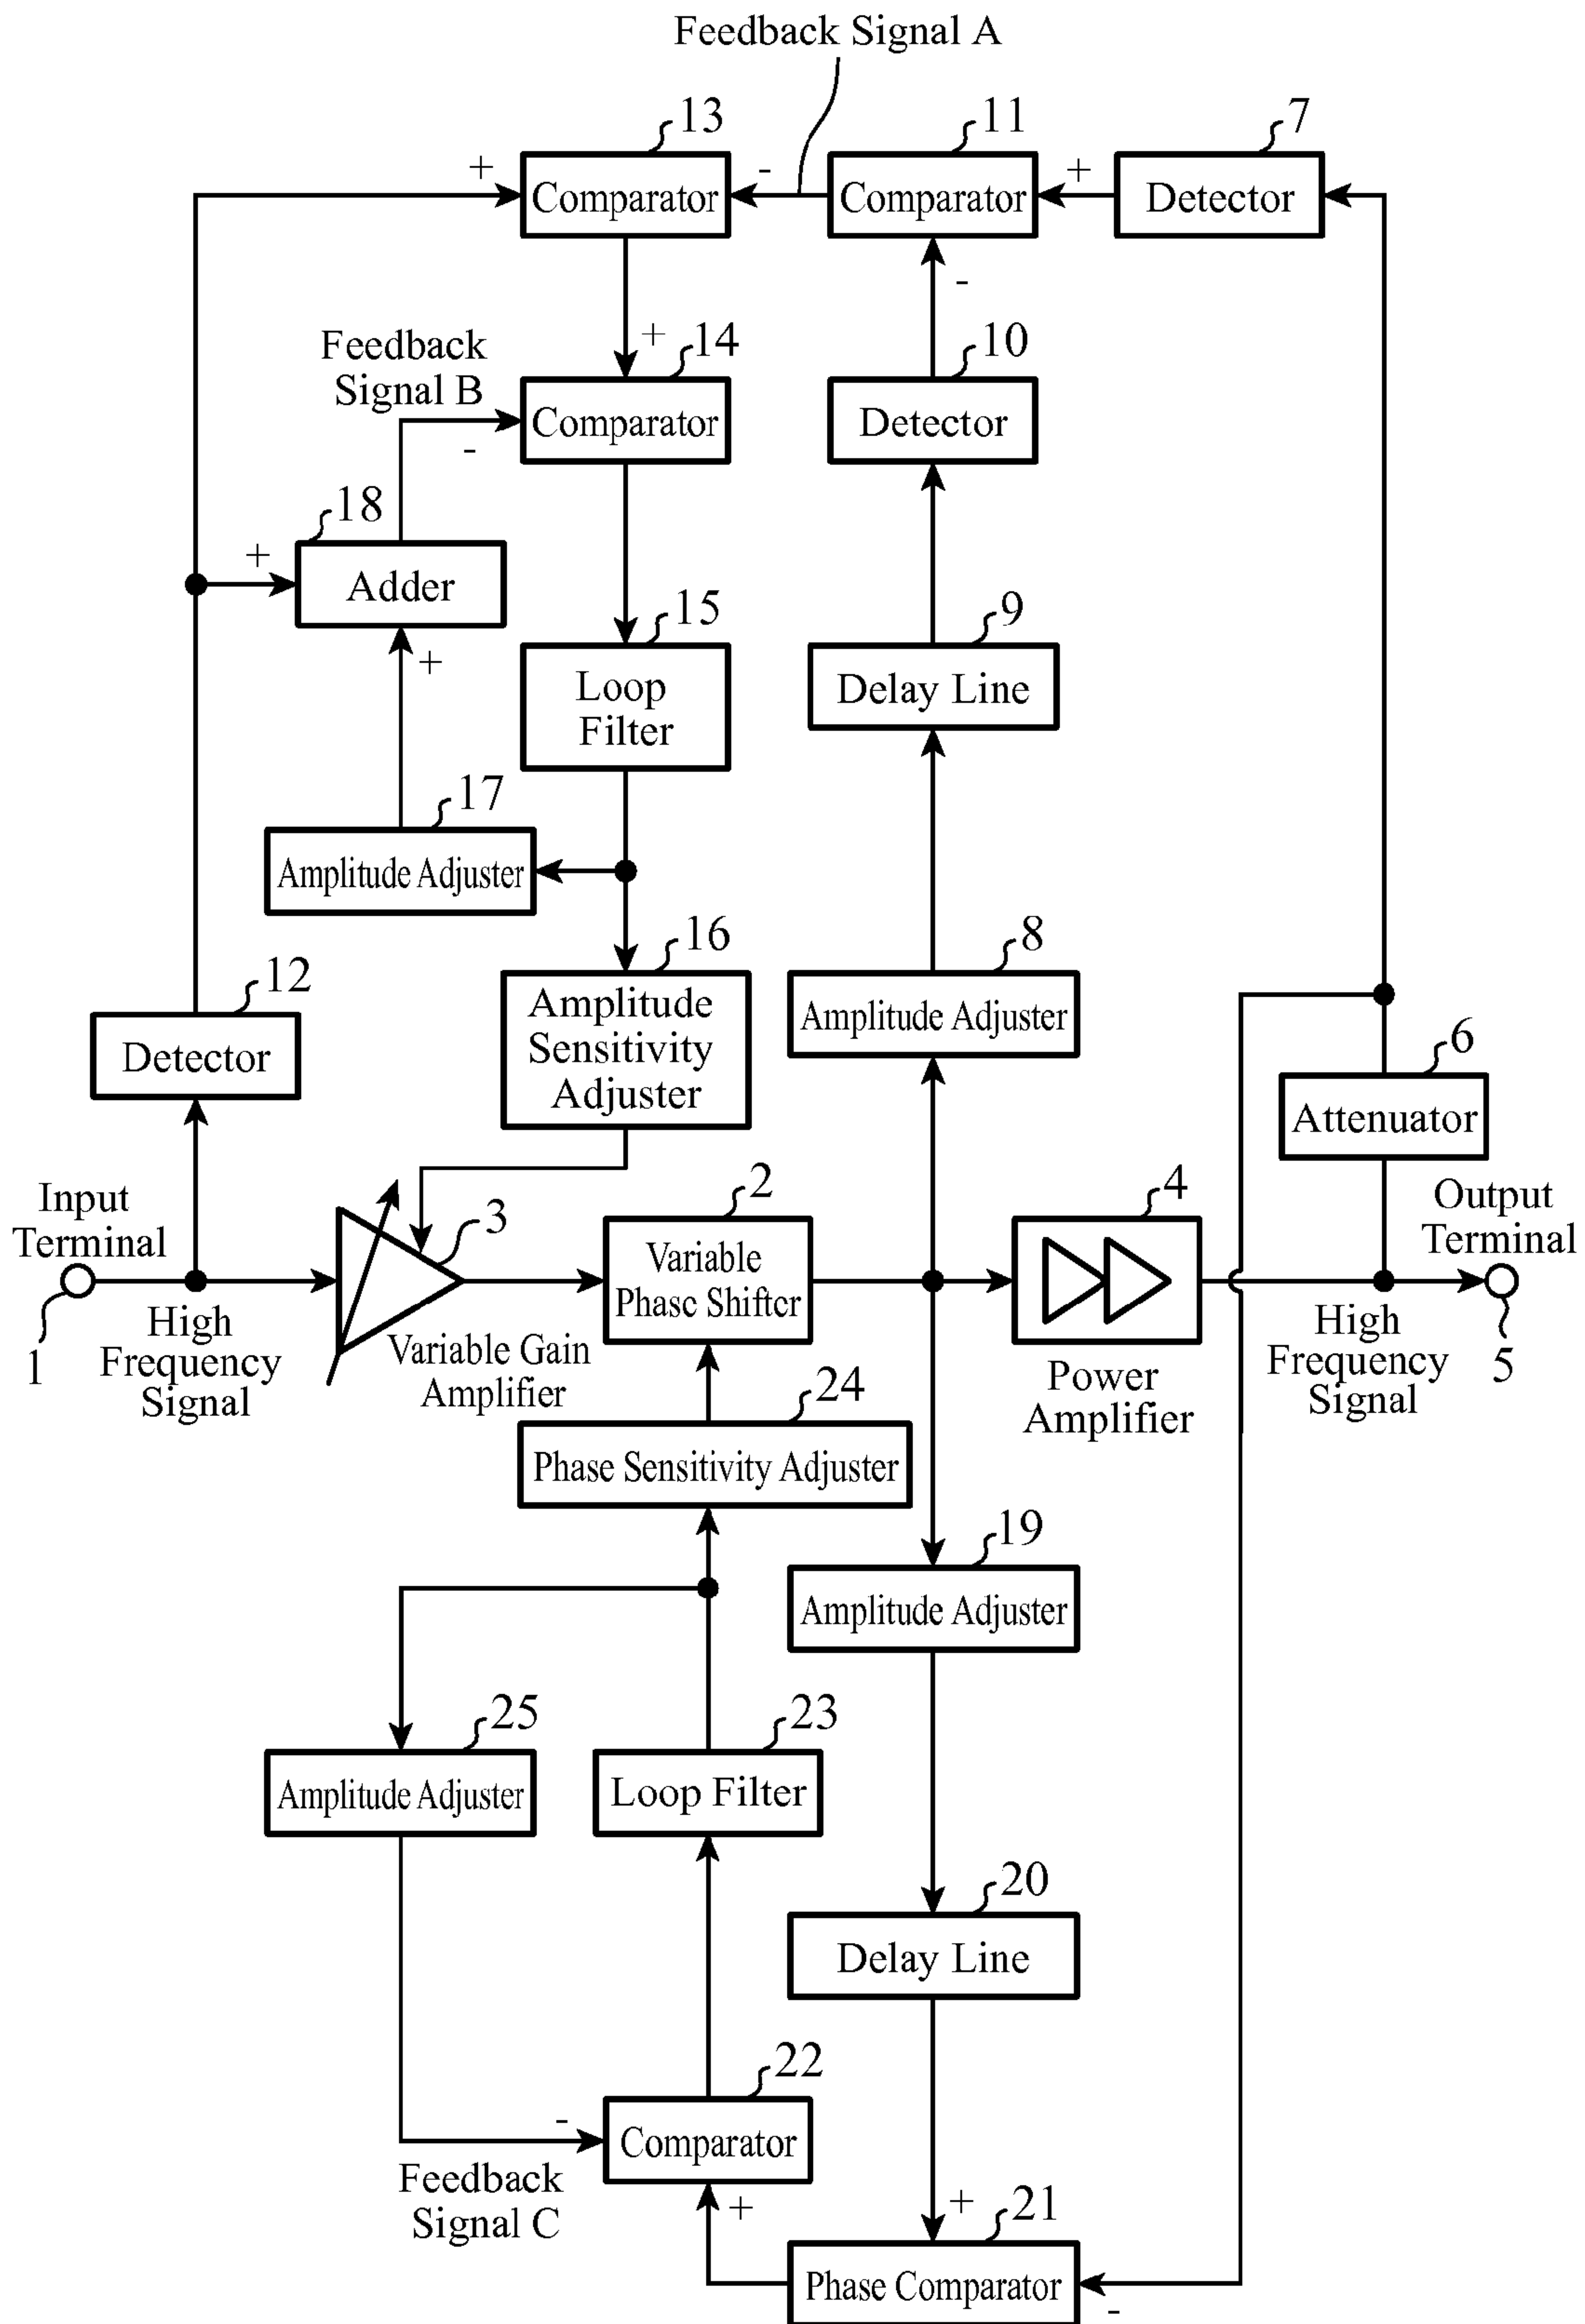 Feedback Signal A
13
11
7
+
-
+
Comparator
Comparator
Detector
-
Feedback
Signal B
+
14
10
Comparator
Detector
-
18
+
Adder
15
9
+
Loop
Filter
Delay Line
17
Amplitude Adjuster
16
8
12
Amplitude
Sensitivity
Adjuster
Amplitude Adjuster
Detector
6
Attenuator
Input
Terminal
3
2
4
Output
Terminal
Variable
Phase Shifter
1
High
Frequency
Signal
Variable Gain
Amplifier
Power
Amplifier
High
Frequency
Signal
5
24
Phase Sensitivity Adjuster
19
Amplitude Adjuster
25
23
Amplitude Adjuster
Loop Filter
20
Delay Line
22
-
Comparator
Feedback
Signal C
+
+
21
Phase Comparator
-